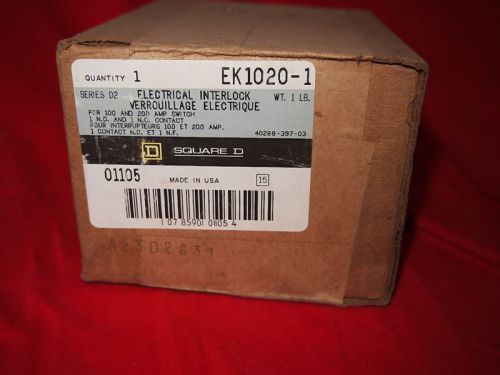 QUANTITY 1 EK1020-1
SERIES D2 ELECTRICAL INTERLOCK WT. 1 LB.
VERROUILLAGE ELECTRIQUE
FOR 100 AND 200 AMP SWITCH
1 N.O. AND 1 N.C. CONTACT
POUR INTERRUPTEURS 100 ET 200 AMP.
1 CONTACT N.O. ET 1 N.F. 40288-397-03
D SQUARE D
01105 MADE IN USA 15
1 07 85901 01105 4
A23D2631